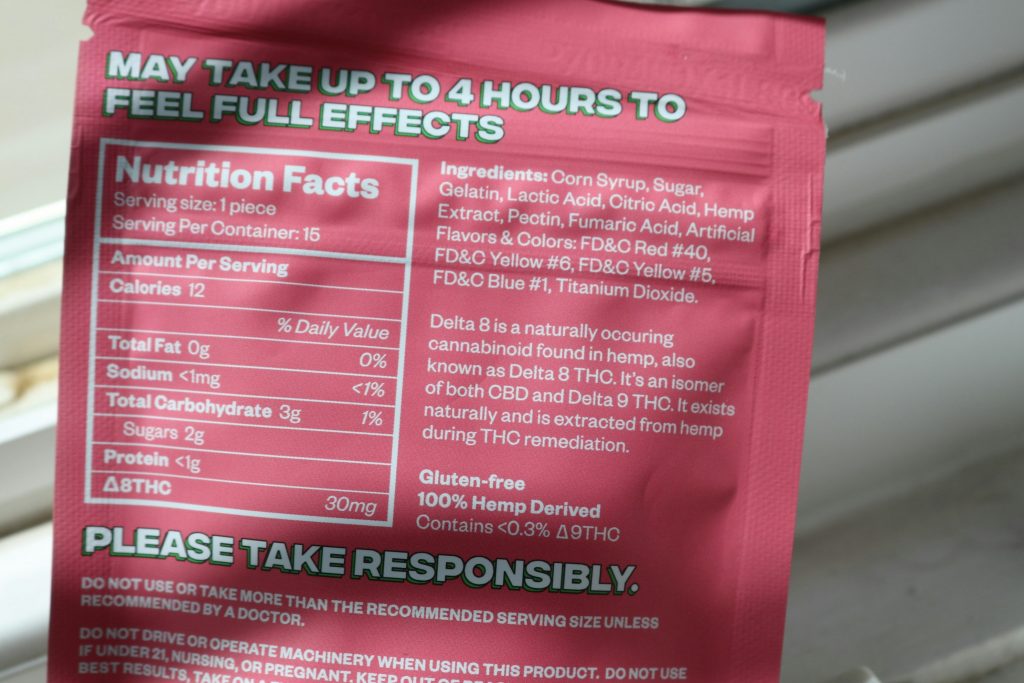 MAY TAKE UP TO 4 HOURS TO
FEEL FULL EFFECTS
Nutrition Facts
Serving size: 1 piece
Serving Per Container: 15
Amount Per Serving
Calories 12
% Daily Value
Total Fat 0g 0%
Sodium <1mg <1%
Total Carbohydrate 3g 1%
Sugars 2g
Protein <1g
Δ8THC 30mg
Ingredients: Corn Syrup, Sugar,
Gelatin, Lactic Acid, Citric Acid, Hemp
Extract, Pectin, Fumaric Acid, Artificial
Flavors & Colors: FD&C Red #40,
FD&C Yellow #6, FD&C Yellow #5,
FD&C Blue #1, Titanium Dioxide.
Delta 8 is a naturally occuring
cannabinoid found in hemp, also
known as Delta 8 THC. It's an isomer
of both CBD and Delta 9 THC. It exists
naturally and is extracted from hemp
during THC remediation.
Gluten-free
100% Hemp Derived
Contains <0.3% Δ9THC
PLEASE TAKE RESPONSIBLY.
DO NOT USE OR TAKE MORE THAN THE RECOMMENDED SERVING SIZE UNLESS
RECOMMENDED BY A DOCTOR.
DO NOT DRIVE OR OPERATE MACHINERY WHEN USING THIS PRODUCT. DO NOT USE
IF UNDER 21, NURSING, OR PREGNANT. KEEP OUT OF
BEST RESULTS, TAKE ON